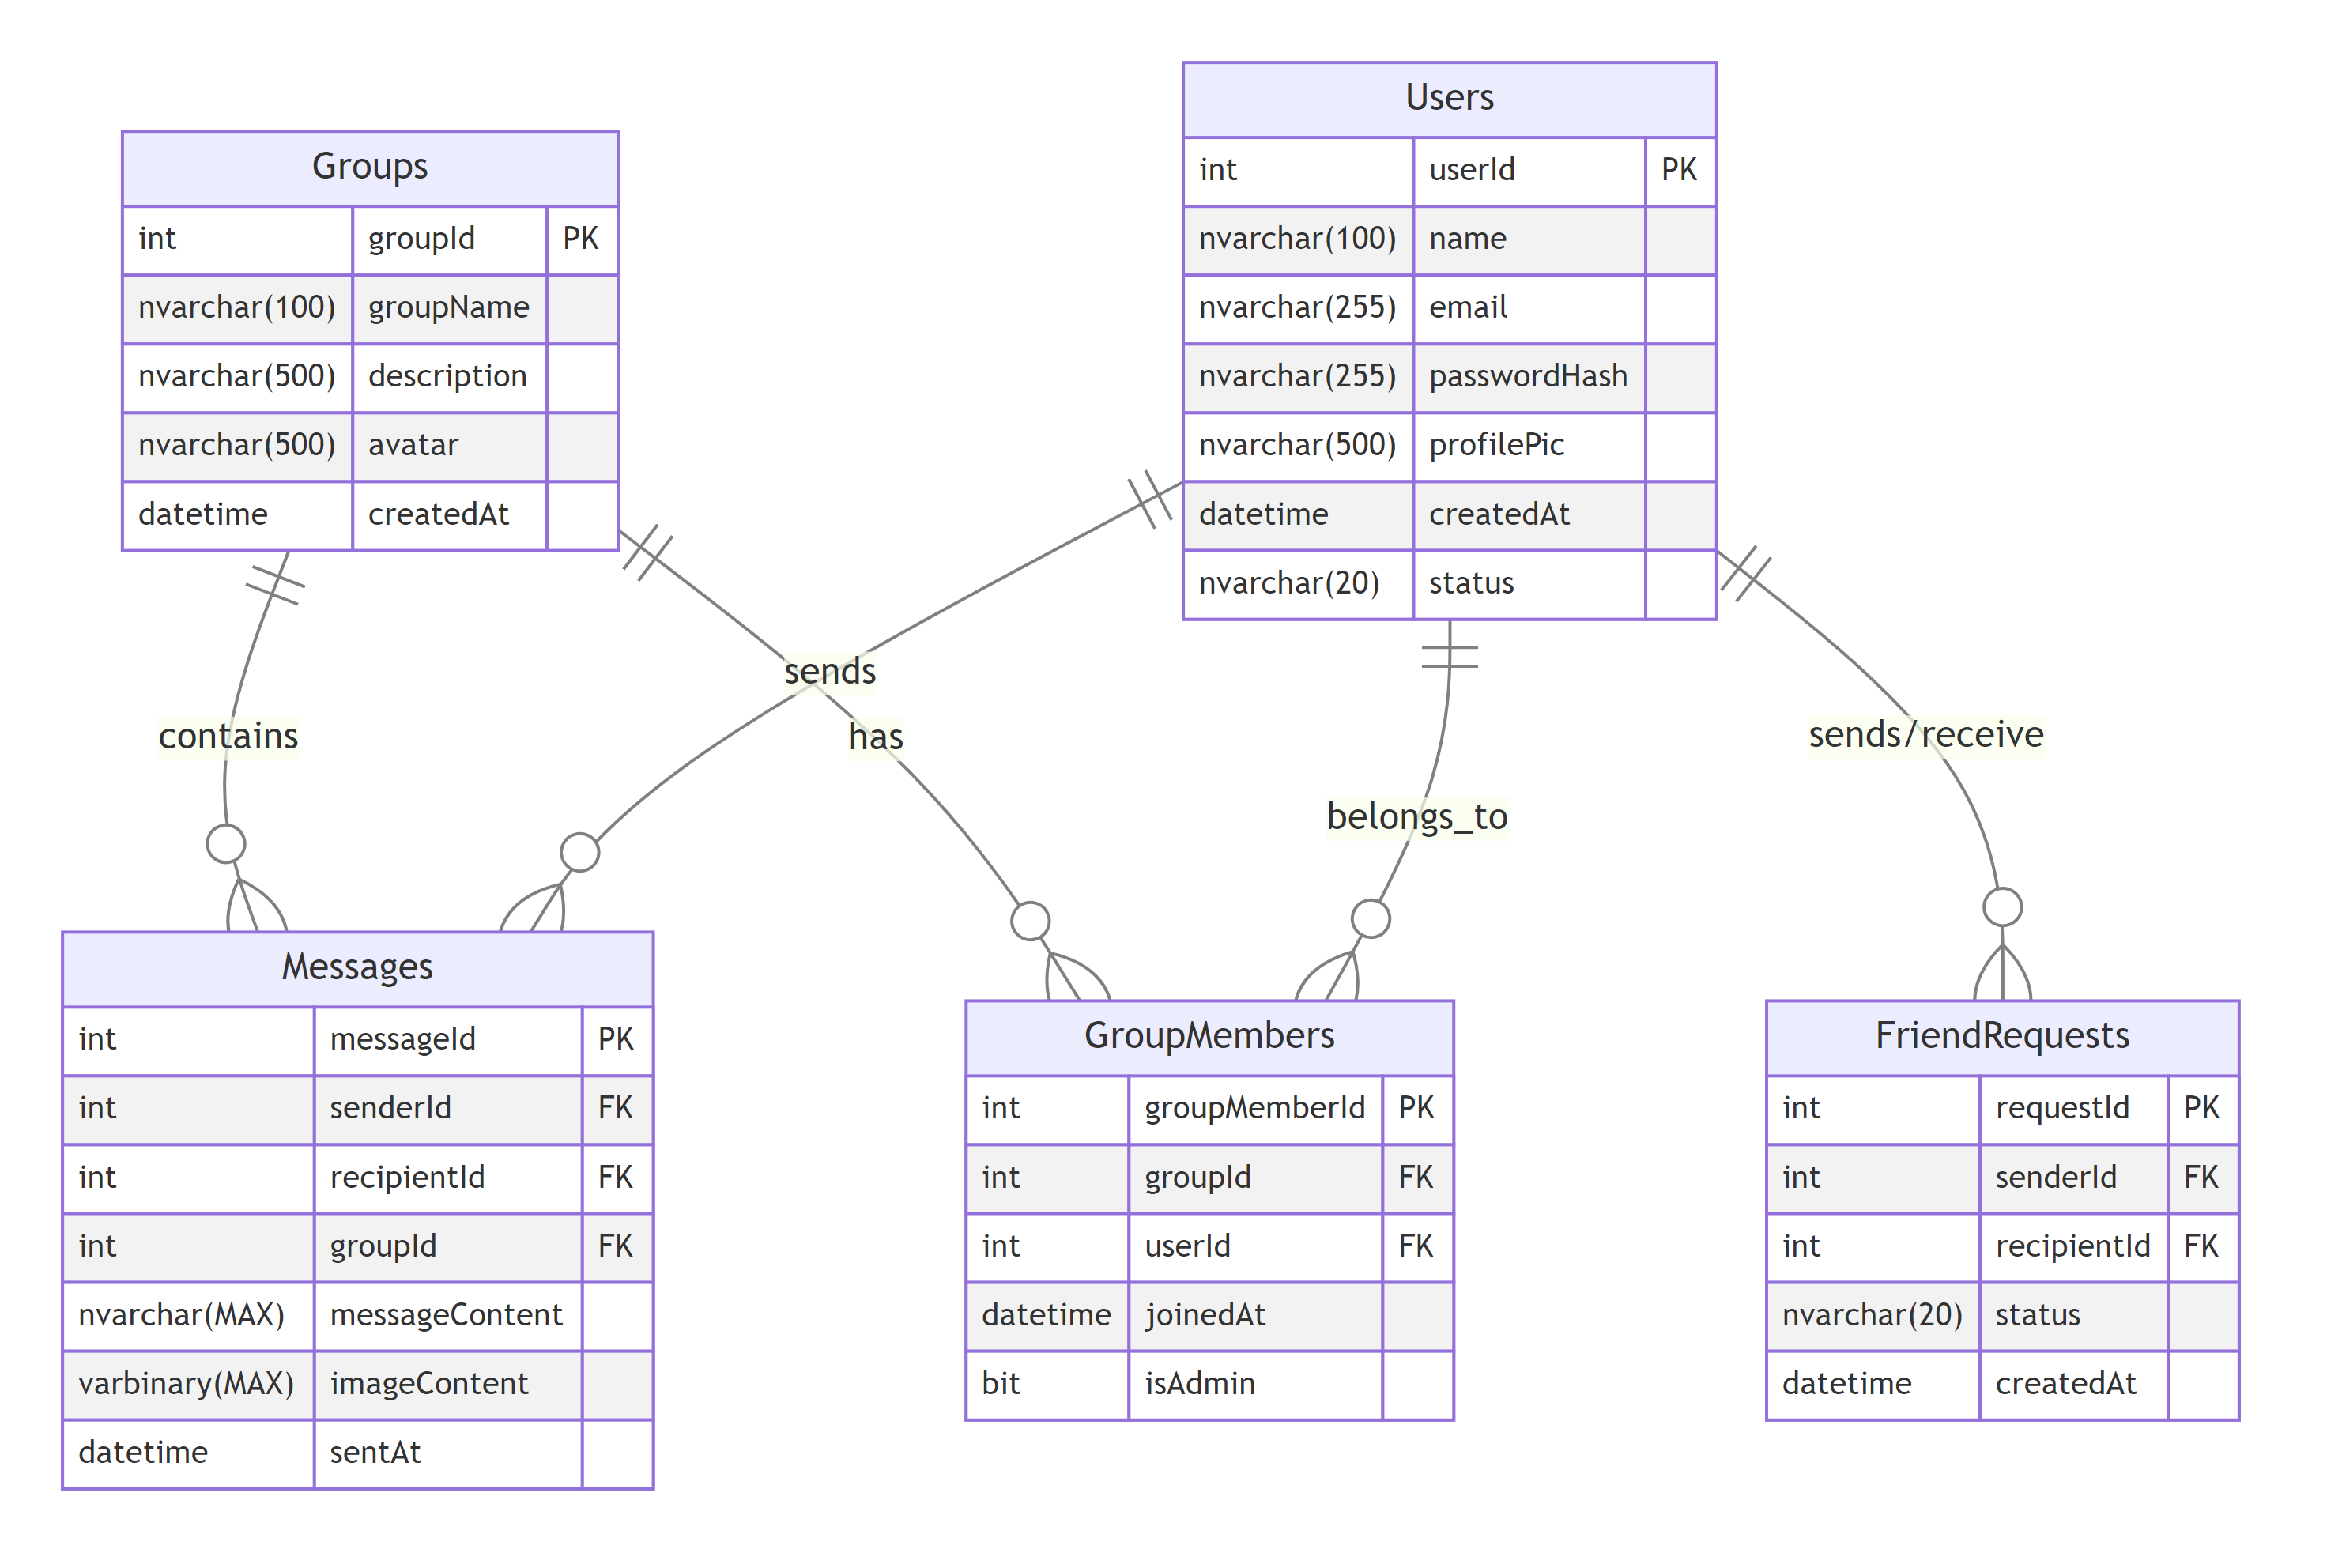 Groups
int groupId PK
nvarchar(100) groupName
nvarchar(500) description
nvarchar(500) avatar
datetime createdAt
Users
int userId PK
nvarchar(100) name
nvarchar(255) email
nvarchar(255) passwordHash
nvarchar(500) profilePic
datetime createdAt
nvarchar(20) status
sends
contains
has
sends/receive
belongs_to
Messages
int messageId PK
int senderId FK
int recipientId FK
int groupId FK
nvarchar(MAX) messageContent
varbinary(MAX) imageContent
datetime sentAt
GroupMembers
int groupMemberId PK
int groupId FK
int userId FK
datetime joinedAt
bit isAdmin
FriendRequests
int requestId PK
int senderId FK
int recipientId FK
nvarchar(20) status
datetime createdAt